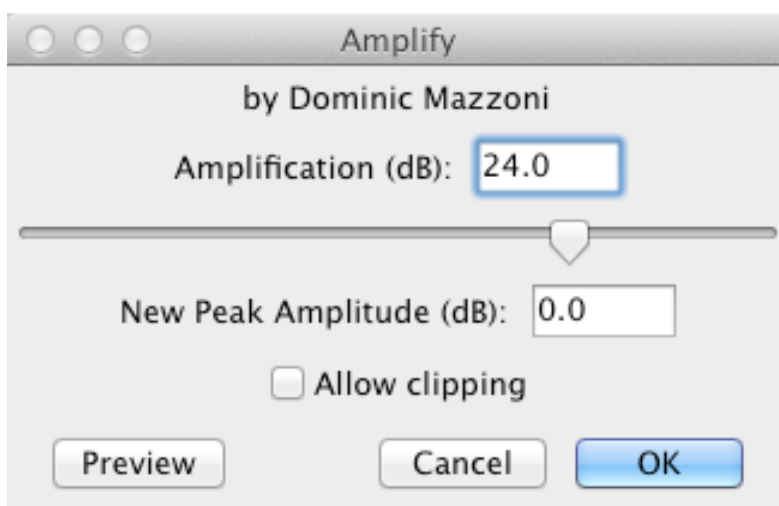 Amplify
by Dominic Mazzoni
Amplification (dB): 24.0
New Peak Amplitude (dB): 0.0
Allow clipping
Preview Cancel OK